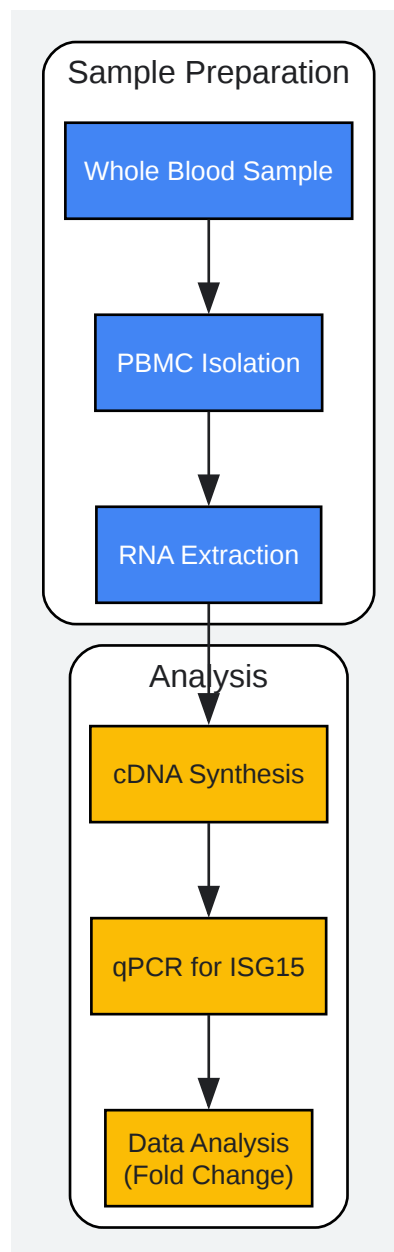 Sample Preparation
Whole Blood Sample
PBMC Isolation
RNA Extraction
Analysis
cDNA Synthesis
qPCR for ISG15
Data Analysis
(Fold Change)